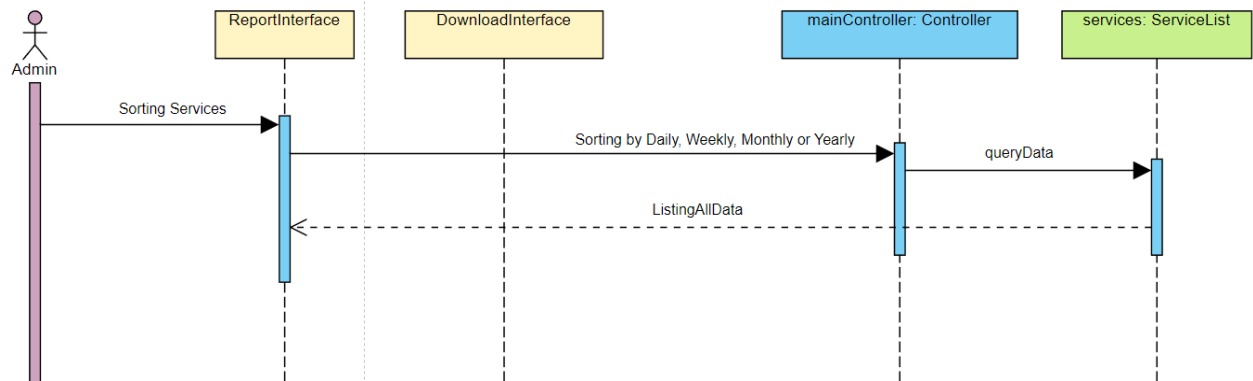 ReportInterface
DownloadInterface
mainController: Controller
services: ServiceList
Admin
Sorting Services
Sorting by Daily, Weekly, Monthly or Yearly
queryData
ListingAllData